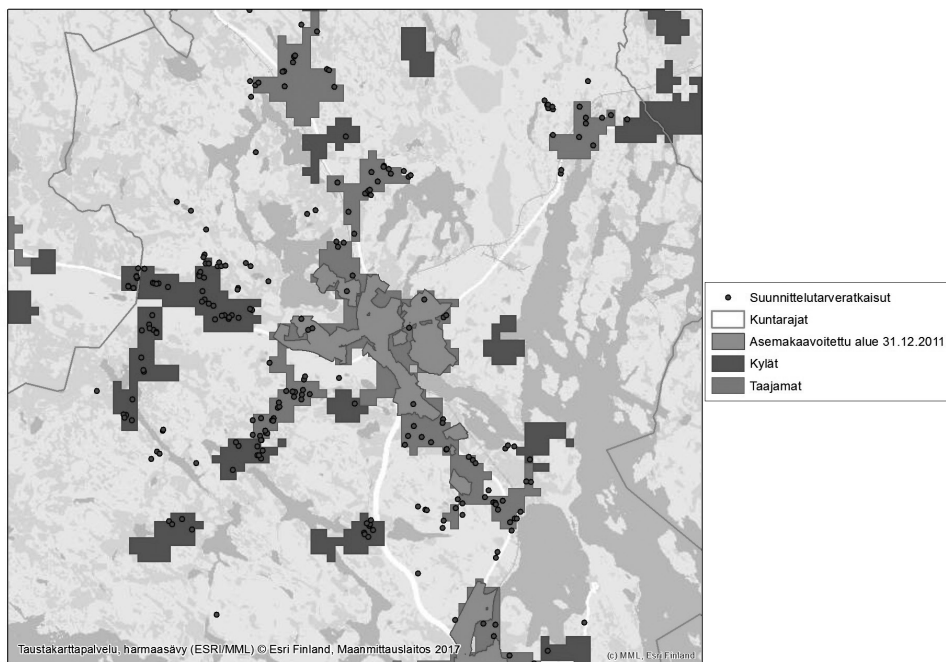 Suunnittelutarveratkaisut
Kuntarajat
Asemakaavoitettu alue 31.12.2011
Kylät
Taajamat
Taustakarttapalvelu, harmaasävy (ESRI/MML) © Esri Finland, Maanmittauslaitos 2017
(c) MML, Esri Finland